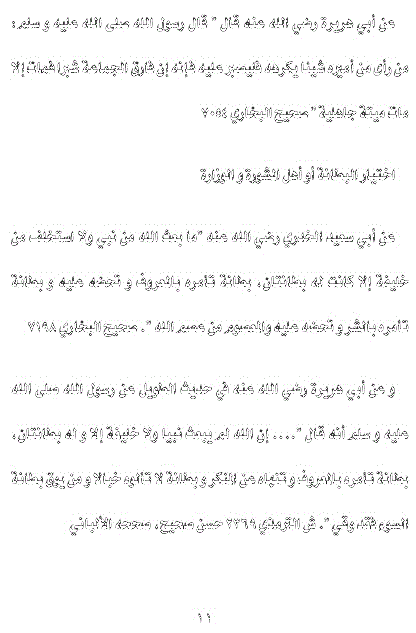 عن أبي هريرة رضي الله عنه قال " قال رسول الله صلى الله عليه و سلم :
من رأى من أميره شيئا يكرهه فليصبر عليه فإنه إن فارق الجماعة شبرا فمات إلا
مات ميتة جاهلية " صحيح البخاري ٧٠٥٤
اختيار البطانة أو أهل المشورة و الوزارة
عن أبي سعيد الخدري رضي الله عنه "ما بعث الله من نبي ولا استخلف من
خليفة إلا كانت له بطانتان، بطانة تأمره بالمعروف و تحضه عليه و بطانة
تأمره بالشر و تحضه عليه والمعصوم من عصم الله ". صحيح البخاري ٧١٩٨
و عن أبي هريرة رضي الله عنه في حديث الطويل عن رسول الله صلى الله
عليه و سلم أنه قال ".... إن الله لم يبعث نبيا ولا خليفة إلا و له بطانتان،
بطانة تأمره بالمعروف و تنهاه عن المنكر و بطانة لا تألوه خبالا و من يوق بطانة
السوء فقد وقي ". ش الترمذي ٢٣٦٩ حسن صحيح، صححه الألباني
١١